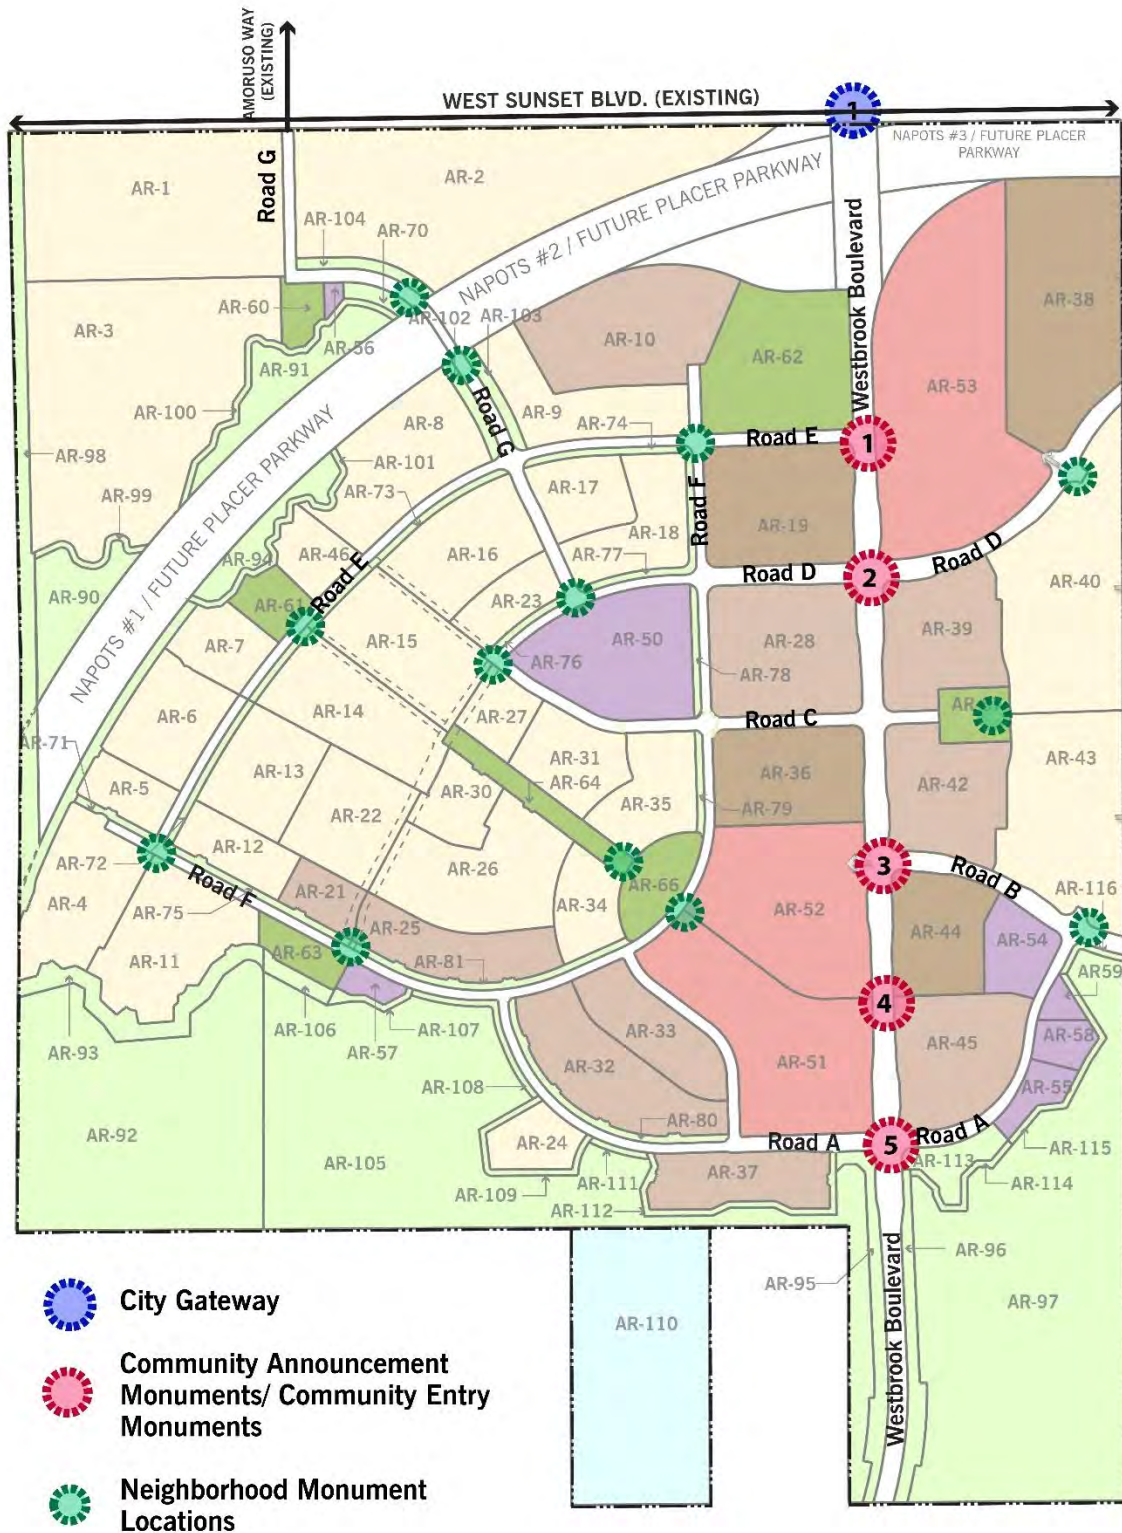 AMORUSO WAY
(EXISTING)
WEST SUNSET BLVD. (EXISTING)
1
NAPOTS #3 / FUTURE PLACER
PARKWAY
AR-1
AR-2
Road G
NAPOTS #2 / FUTURE PLACER PARKWAY
AR-104
AR-70
Westbrook Boulevard
AR-60
AR-102
AR-103
AR-38
AR-3
AR-56
AR-10
AR-62
AR-91
AR-53
AR-100
AR-8
AR-9
AR-74
Road G
Road E
1
AR-98
AR-101
AR-99
AR-73
AR-17
Road F
AR-18
AR-19
AR-46
AR-16
AR-77
AR-94
Road E
Road D
2
Road D
AR-40
AR-90
AR-61
AR-23
NAPOTS #1 / FUTURE PLACER PARKWAY
AR-7
AR-15
AR-50
AR-28
AR-39
AR-76
AR-78
AR-6
AR-14
AR-27
Road C
AR
AR-71
AR-13
AR-31
AR-36
AR-43
AR-5
AR-30
AR-64
AR-42
AR-22
AR-35
AR-79
AR-12
AR-72
AR-26
3
Road B
AR-116
AR-4
Road F
AR-21
AR-66
AR-75
AR-34
AR-52
AR-44
AR-54
AR-25
AR-11
AR-63
AR-81
AR59
4
AR-106
AR-107
AR-33
AR-45
AR-58
AR-93
AR-57
AR-32
AR-51
AR-108
AR-55
AR-92
AR-80
AR-24
Road A
5
Road A
AR-105
AR-111
AR-37
AR-113
AR-115
AR-109
AR-114
AR-112
AR-96
AR-95
Westbrook Boulevard
AR-97
AR-110
City Gateway
Community Announcement
Monuments/ Community Entry
Monuments
Neighborhood Monument
Locations